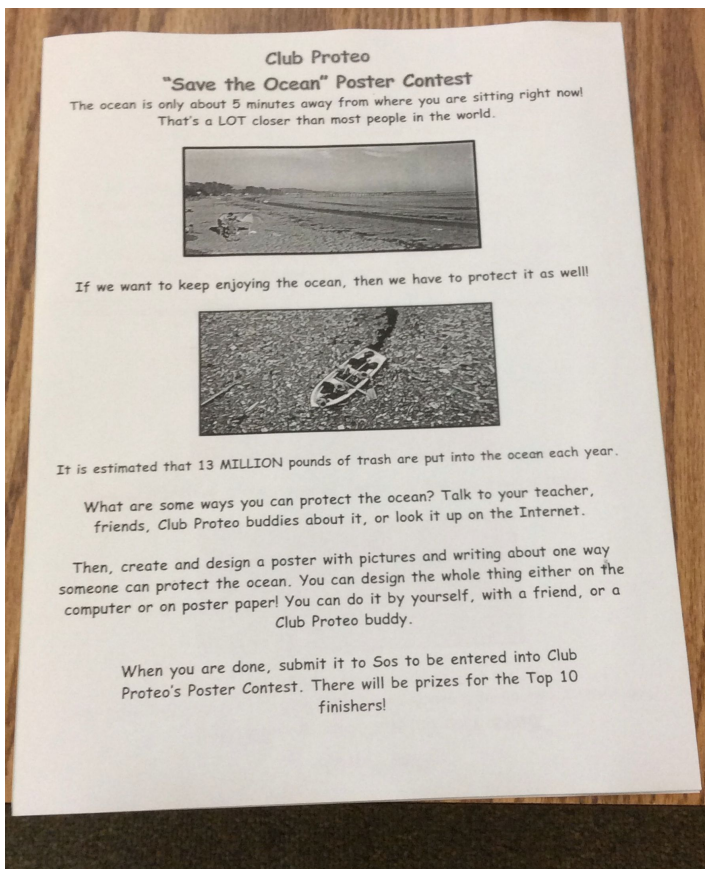 Club Proteo
"Save the Ocean" Poster Contest
The ocean is only about 5 minutes away from where you are sitting right now!
That's a LOT closer than most people in the world.
If we want to keep enjoying the ocean, then we have to protect it as well!
It is estimated that 13 MILLION pounds of trash are put into the ocean each year.
What are some ways you can protect the ocean? Talk to your teacher,
friends, Club Proteo buddies about it, or look it up on the Internet.
Then, create and design a poster with pictures and writing about one way
someone can protect the ocean. You can design the whole thing either on the
computer or on poster paper! You can do it by yourself, with a friend, or a
Club Proteo buddy.
When you are done, submit it to Sos to be entered into Club
Proteo's Poster Contest. There will be prizes for the Top 10
finishers!